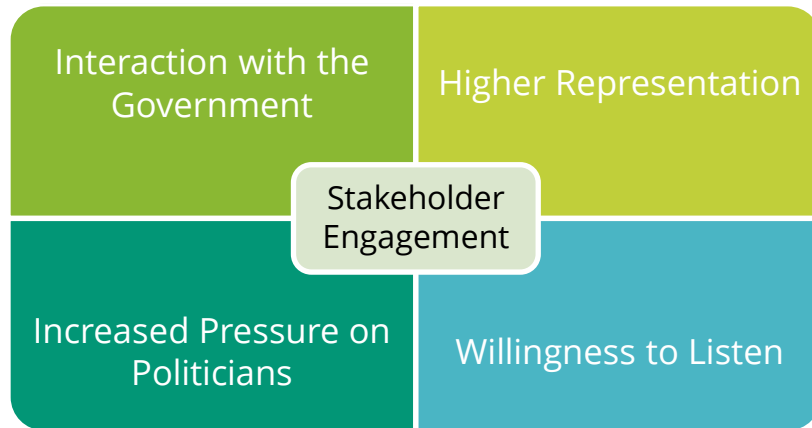 Interaction with the
Government
Higher Representation
Stakeholder
Engagement
Increased Pressure on
Politicians
Willingness to Listen